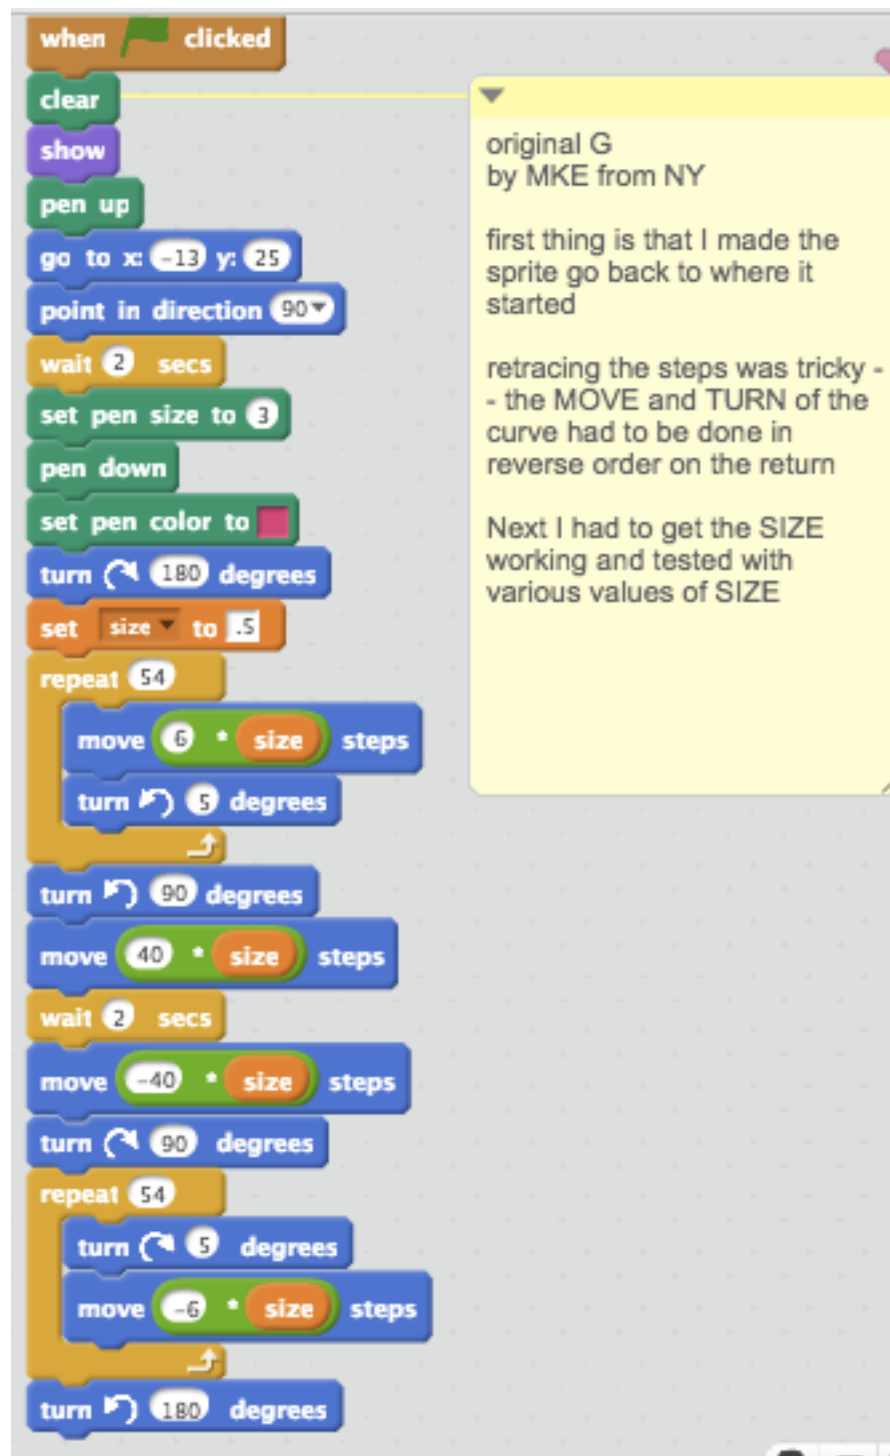 when clicked
clear
show
pen up
go to x: -13 y: 25
point in direction 90
wait 2 secs
set pen size to 3
pen down
set pen color to
turn 180 degrees
set size to .5
repeat 54
move 6 * size steps
turn 5 degrees
turn 90 degrees
move 40 * size steps
wait 2 secs
move -40 * size steps
turn 90 degrees
repeat 54
turn 5 degrees
move -6 * size steps
turn 180 degrees
original G
by MKE from NY
first thing is that I made the
sprite go back to where it
started
retracing the steps was tricky -
- the MOVE and TURN of the
curve had to be done in
reverse order on the return
Next I had to get the SIZE
working and tested with
various values of SIZE